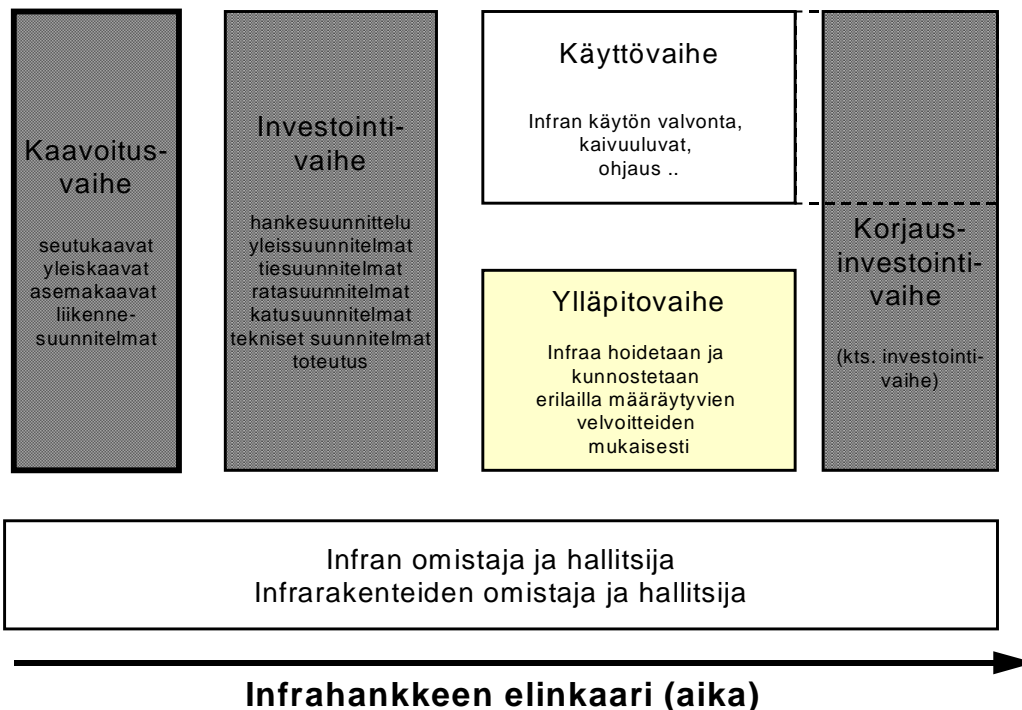 Kaavoitus-
vaihe
seutukaavat
yleiskaavat
asemakaavat
liikenne-
suunnitelmat
Investointi-
vaihe
hankesuunnittelu
yleissuunnitelmat
tiesuunnitelmat
ratasuunnitelmat
katusuunnitelmat
tekniset suunnitelmat
toteutus
Käyttövaihe
Infran käytön valvonta,
kaivuuluvat,
ohjaus ..
Ylläpitovaihe
Infraa hoidetaan ja
kunnostetaan
erilailla määräytyvien
velvoitteiden
mukaisesti
Korjaus-
investointi-
vaihe
(kts. investointi-
vaihe)
Infran omistaja ja hallitsija
Infrarakenteiden omistaja ja hallitsija
Infrahankkeen elinkaari (aika)